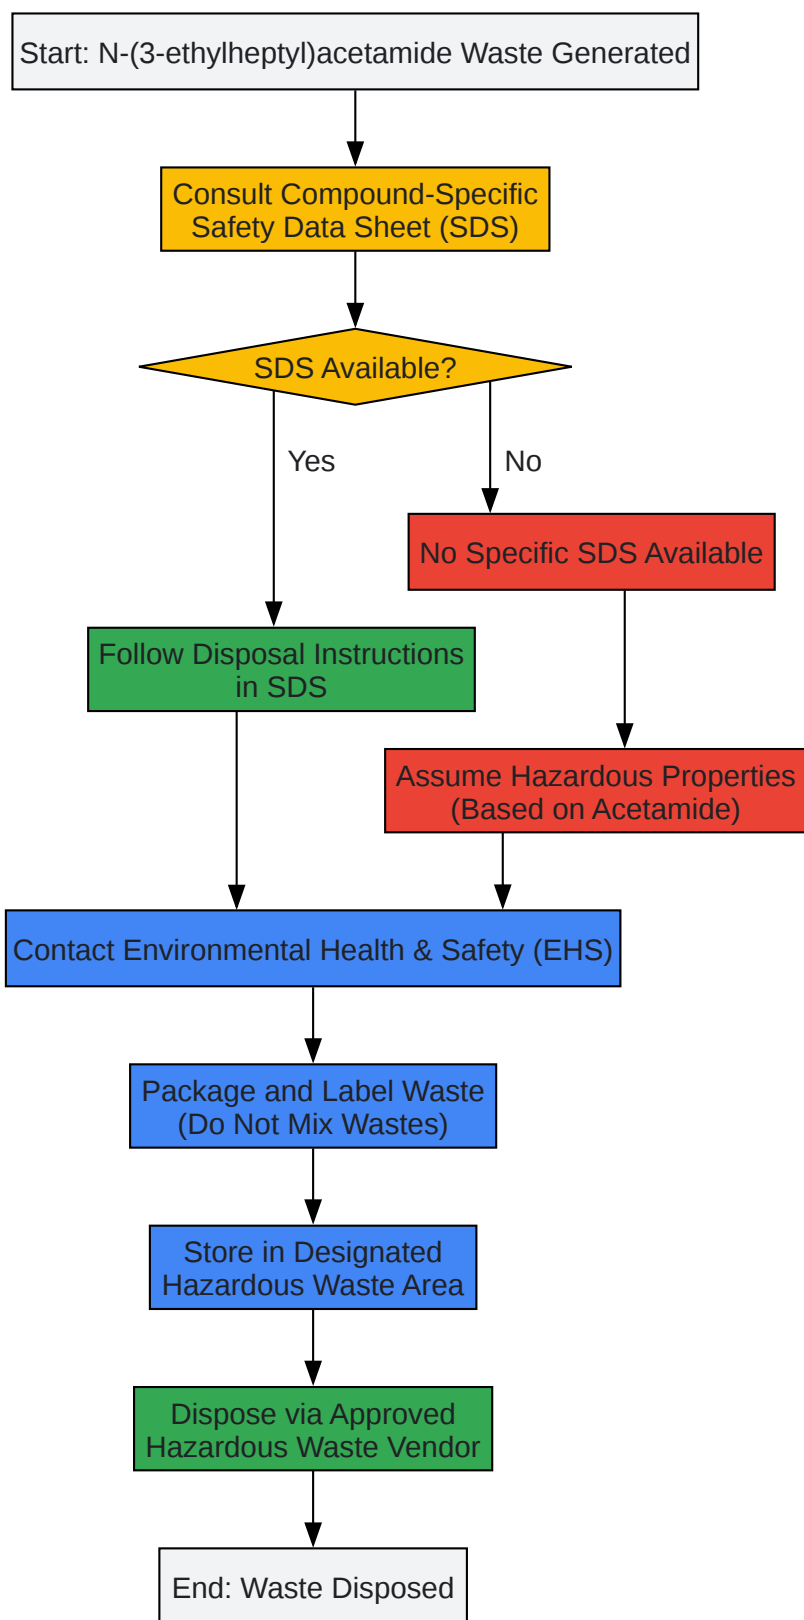 Start: N-(3-ethylheptyl)acetamide Waste Generated
Consult Compound-Specific
Safety Data Sheet (SDS)
SDS Available?
Yes
No
No Specific SDS Available
Follow Disposal Instructions
in SDS
Assume Hazardous Properties
(Based on Acetamide)
Contact Environmental Health & Safety (EHS)
Package and Label Waste
(Do Not Mix Wastes)
Store in Designated
Hazardous Waste Area
Dispose via Approved
Hazardous Waste Vendor
End: Waste Disposed